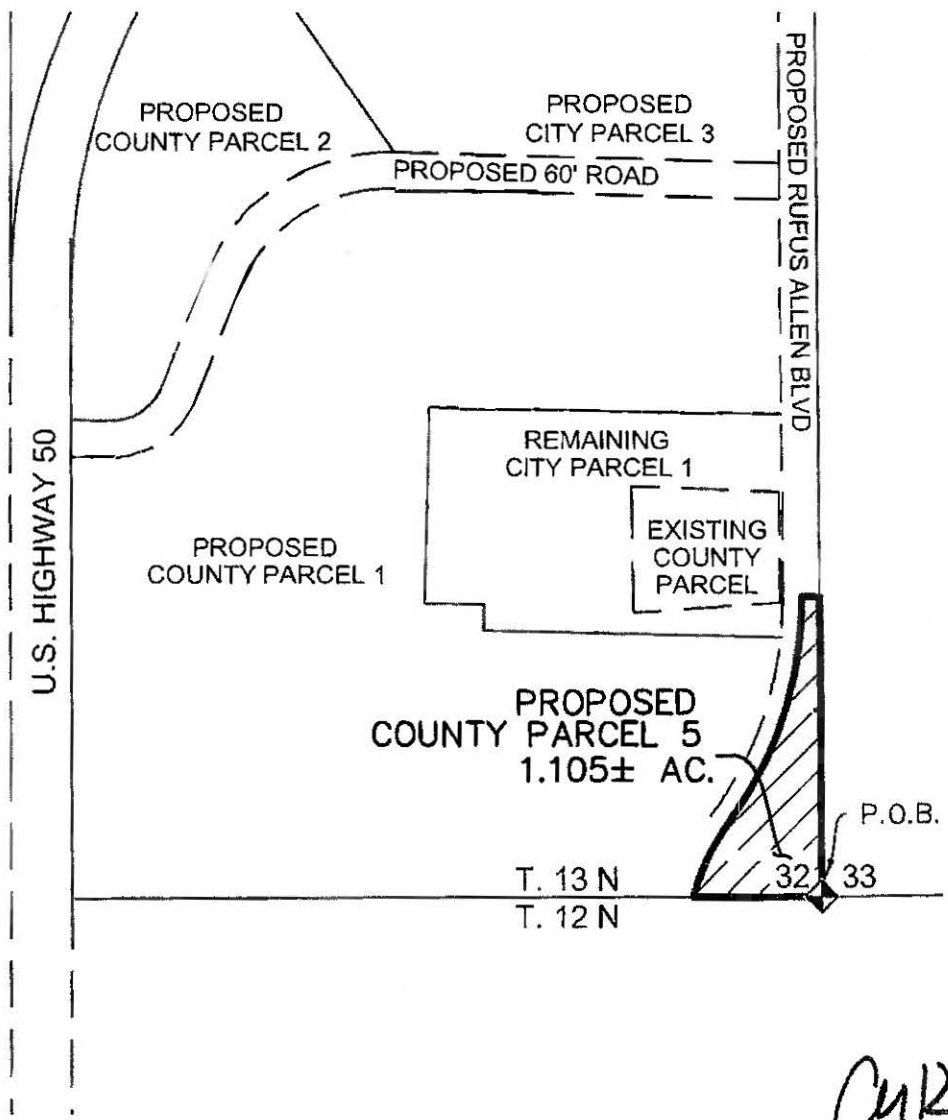 PROPOSED
COUNTY PARCEL 2
PROPOSED
CITY PARCEL 3
PROPOSED 60' ROAD
PROPOSED RUFUS ALLEN BLVD
U.S. HIGHWAY 50
REMAINING
CITY PARCEL 1
EXISTING
COUNTY
PARCEL
PROPOSED
COUNTY PARCEL 1
PROPOSED
COUNTY PARCEL 5
1.105± AC.
P.O.B.
32 33
T. 13 N
T. 12 N